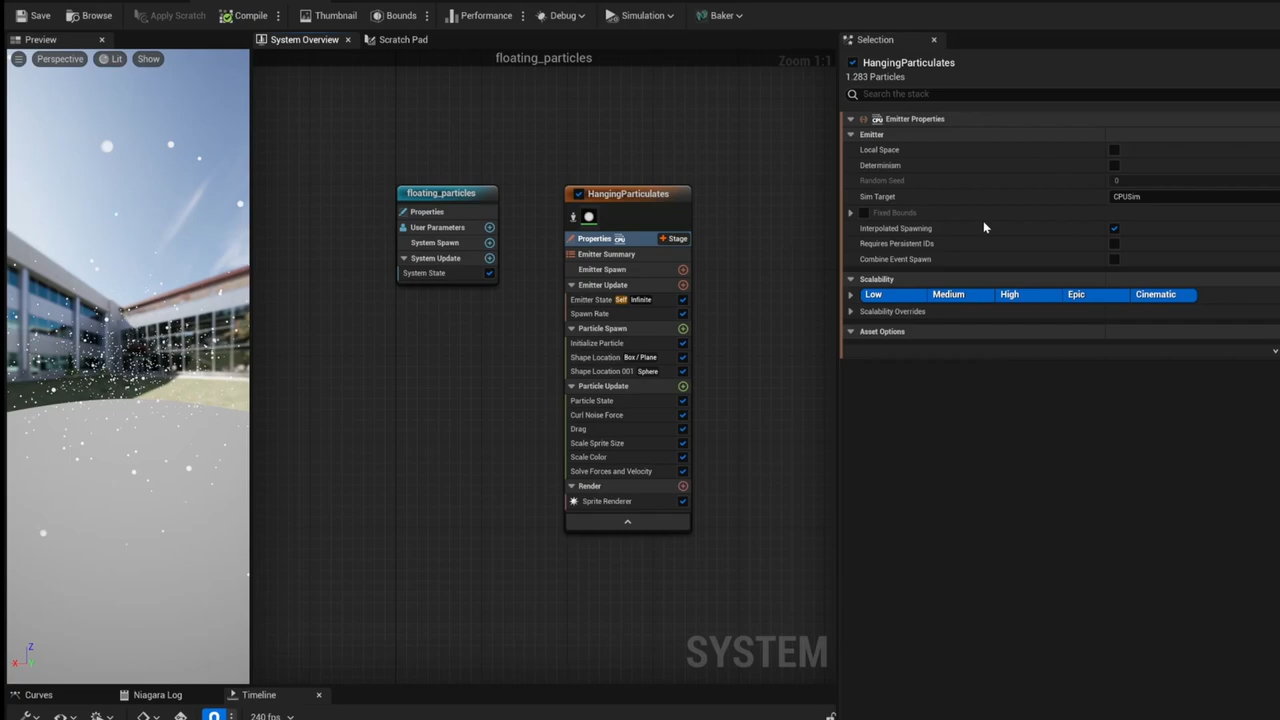 Save
Browse
Apply Scratch
Compile
Thumbnail
Bounds
Performance
Debug
Simulation
Baker
Preview
System Overview
Scratch Pad
Selection
Perspective
Lit
Show
floating_particles
Zoom 1:1
HangingParticulates
1.283 Particles
Search the stack
Emitter Properties
Emitter
Local Space
Determinism
Random Seed
0
Sim Target
CPUSim
Fixed Bounds
Interpolated Spawning
Requires Persistent IDs
Combine Event Spawn
Scalability
Low
Medium
High
Epic
Cinematic
Scalability Overrides
Asset Options
floating_particles
Properties
User Parameters
System Spawn
System Update
System State
HangingParticulates
Properties
CPU
Stage
Emitter Summary
Emitter Spawn
Emitter Update
Emitter State Self Infinite
Spawn Rate
Particle Spawn
Initialize Particle
Shape Location Box / Plane
Shape Location 001 Sphere
Particle Update
Particle State
Curl Noise Force
Drag
Scale Sprite Size
Scale Color
Solve Forces and Velocity
Render
Sprite Renderer
SYSTEM
Z
X
Y
Curves
Niagara Log
Timeline
240 fps